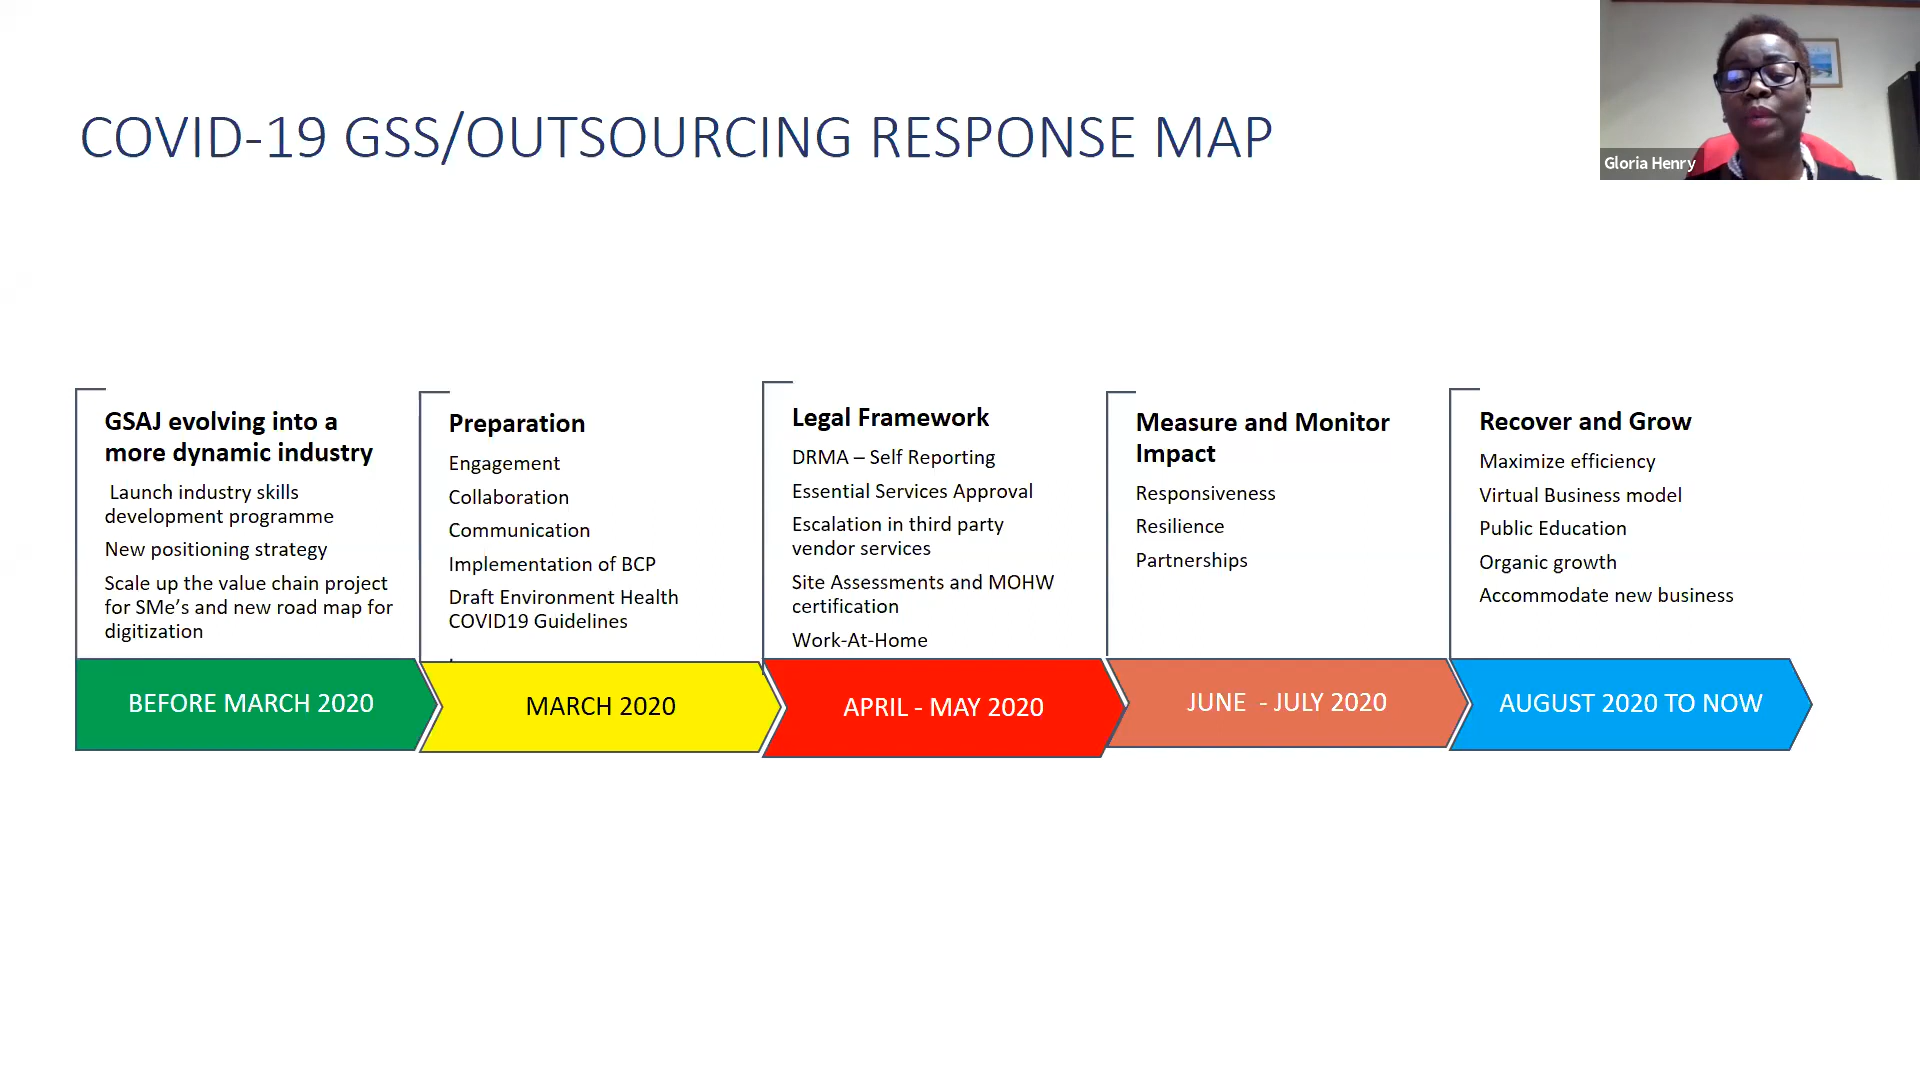 COVID-19 GSS/OUTSOURCING RESPONSE MAP
Gloria Henry
GSAJ evolving into a
more dynamic industry
Launch industry skills
development programme
New positioning strategy
Scale up the value chain project
for SMe's and new road map for
digitization
BEFORE MARCH 2020
Preparation
Engagement
Collaboration
Communication
Implementation of BCP
Draft Environment Health
COVID19 Guidelines
MARCH 2020
Legal Framework
DRMA – Self Reporting
Essential Services Approval
Escalation in third party
vendor services
Site Assessments and MOHW
certification
Work-At-Home
APRIL - MAY 2020
Measure and Monitor
Impact
Responsiveness
Resilience
Partnerships
JUNE  - JULY 2020
Recover and Grow
Maximize efficiency
Virtual Business model
Public Education
Organic growth
Accommodate new business
AUGUST 2020 TO NOW